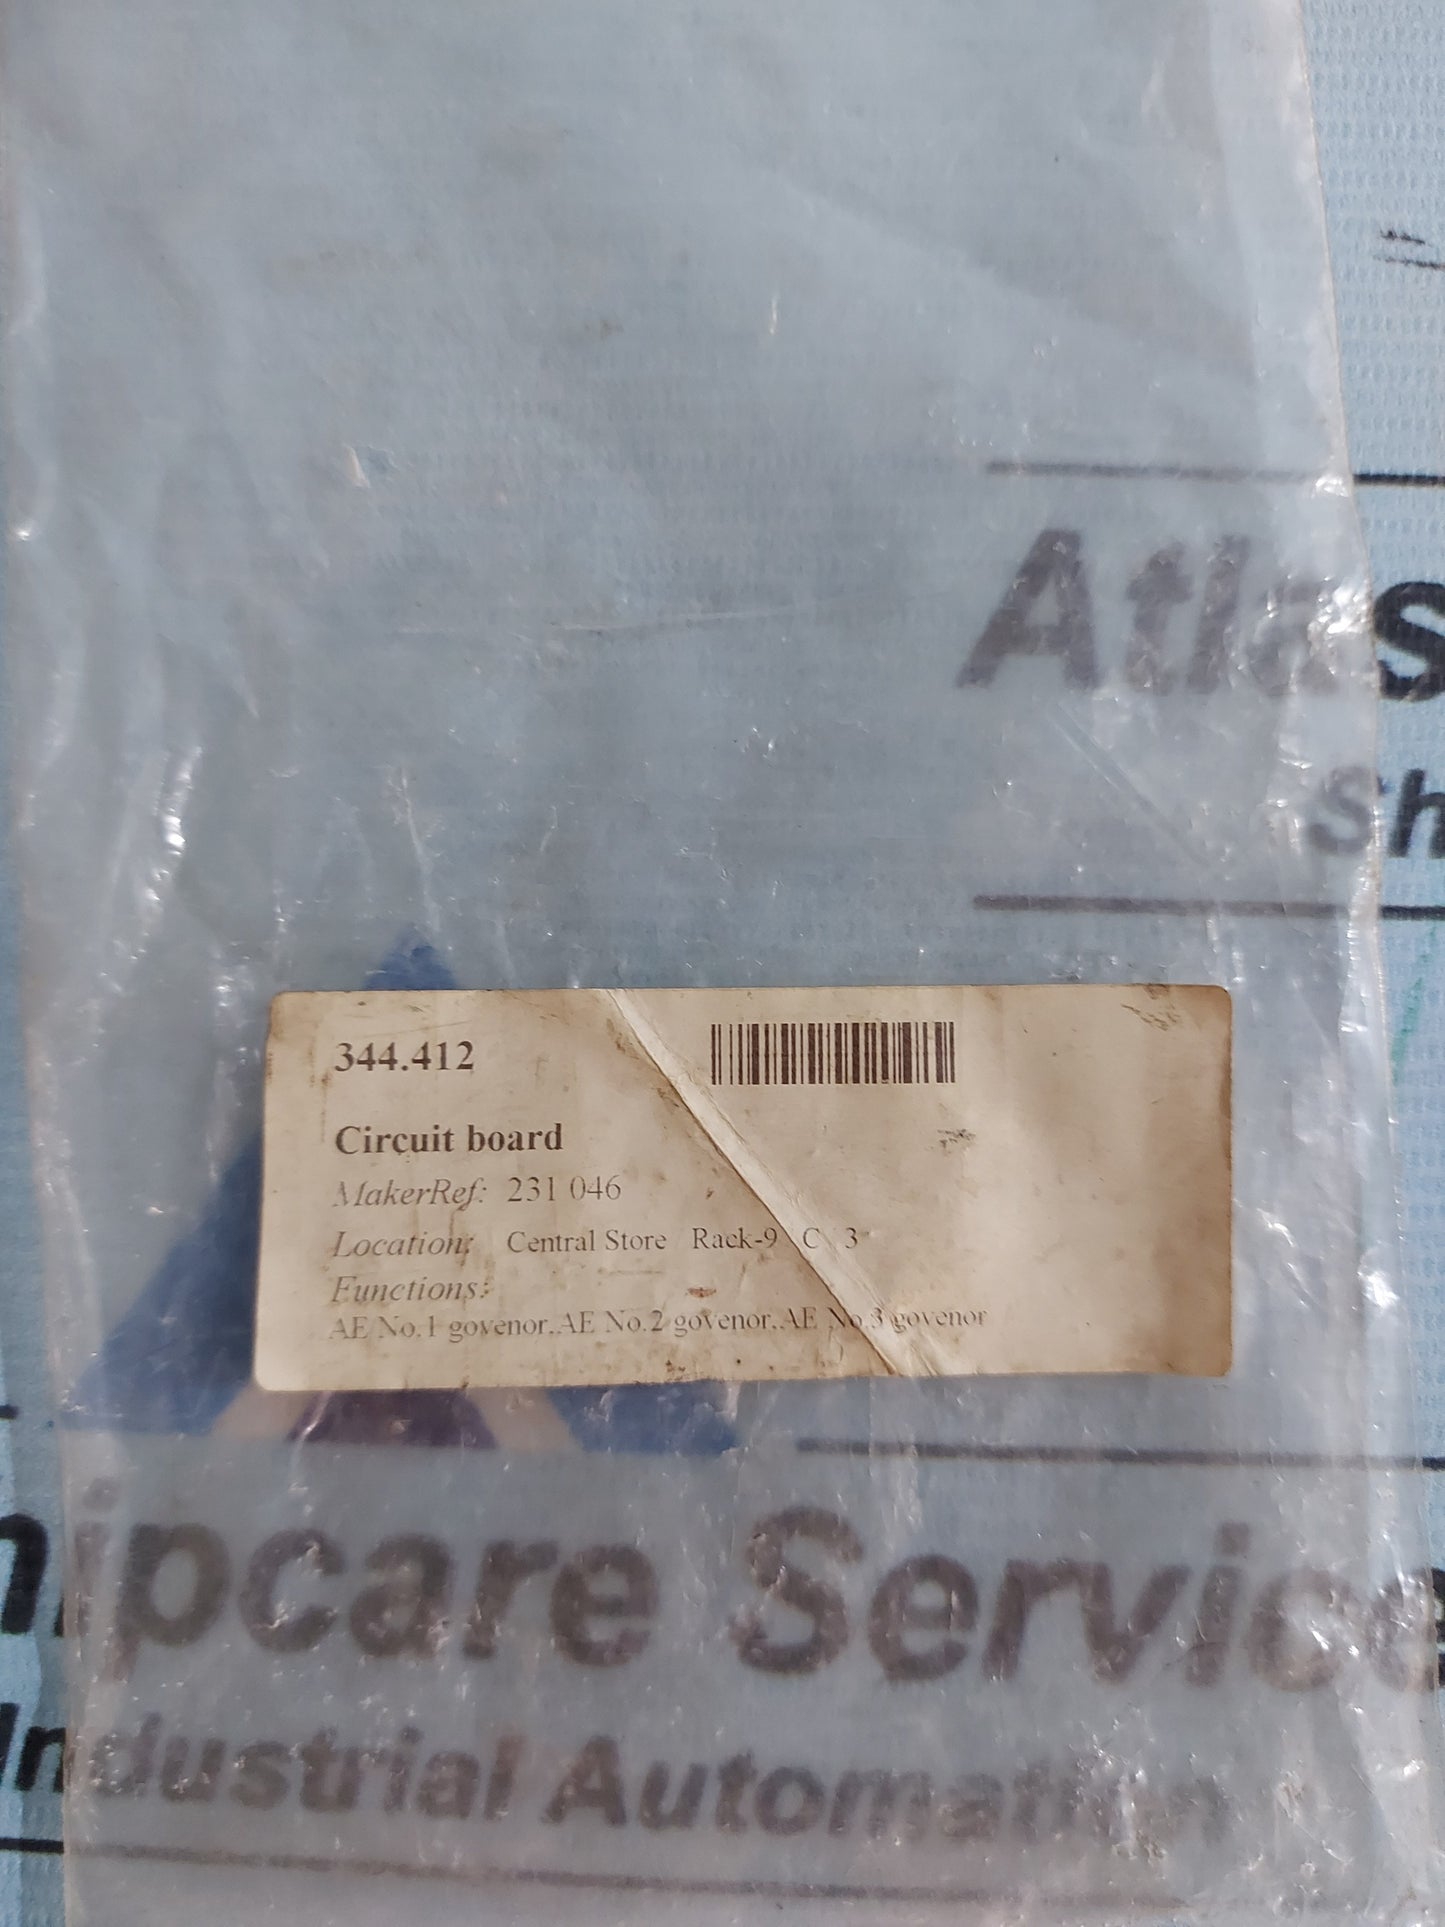 Atlas
Sh
344.412
Circuit board
MakerRef: 231 046
Location: Central Store Rack-9 C 3
Functions:
AE No.1 govenor,.AE No.2 govenor,.AE No.3 govenor
hipcare Service
Industrial Automation